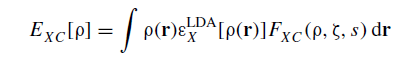 E_{XC}[ρ] = ∫ ρ(𝐫)ε_X^{LDA}[ρ(𝐫)]F_{XC}(ρ, ζ, s) d𝐫